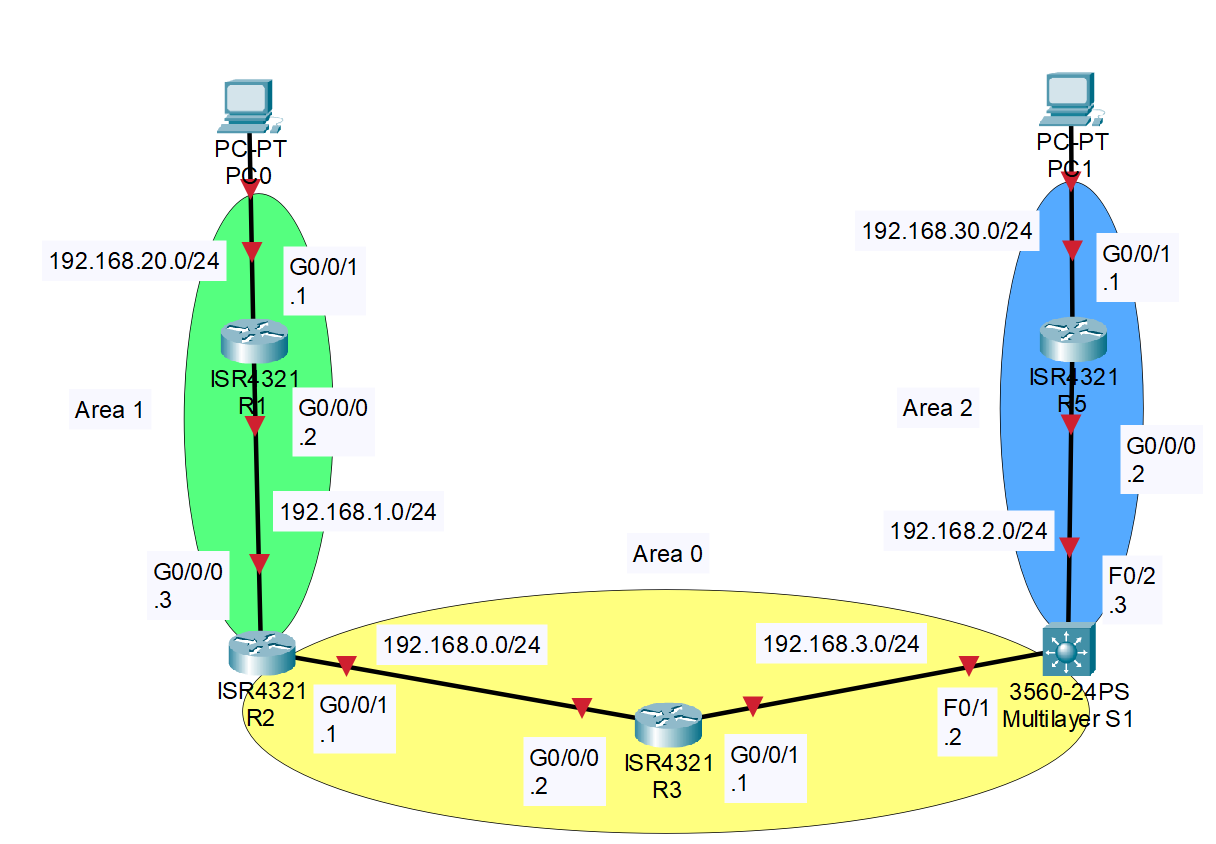 PC-PT
PC0
PC-PT
PC1
192.168.20.0/24
G0/0/1
.1
192.168.30.0/24
G0/0/1
.1
ISR4321
R1
ISR4321
R5
Area 1
G0/0/0
.2
Area 2
G0/0/0
.2
192.168.1.0/24
192.168.2.0/24
Area 0
G0/0/0
.3
F0/2
.3
192.168.0.0/24
192.168.3.0/24
ISR4321
R2
G0/0/1
.1
3560-24PS
Multilayer S1
F0/1
.2
G0/0/0
.2
ISR4321
R3
G0/0/1
.1